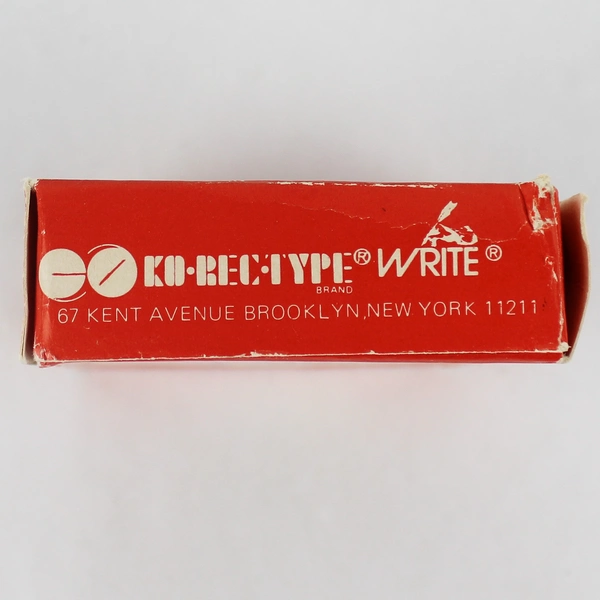 KO·REC·TYPE® WRITE®
BRAND
67 KENT AVENUE BROOKLYN, NEW YORK 11211